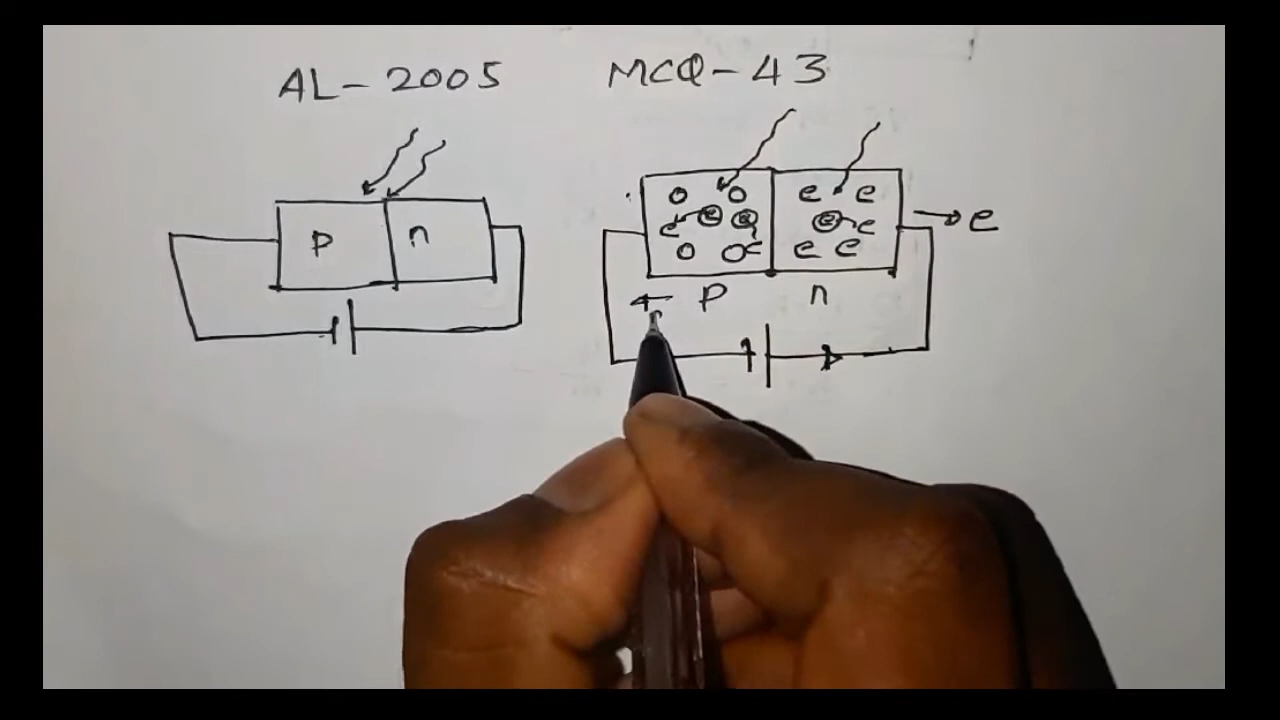 AL - 2005 MCQ - 43
p n
e e
e e e e e → e
e e e
p n